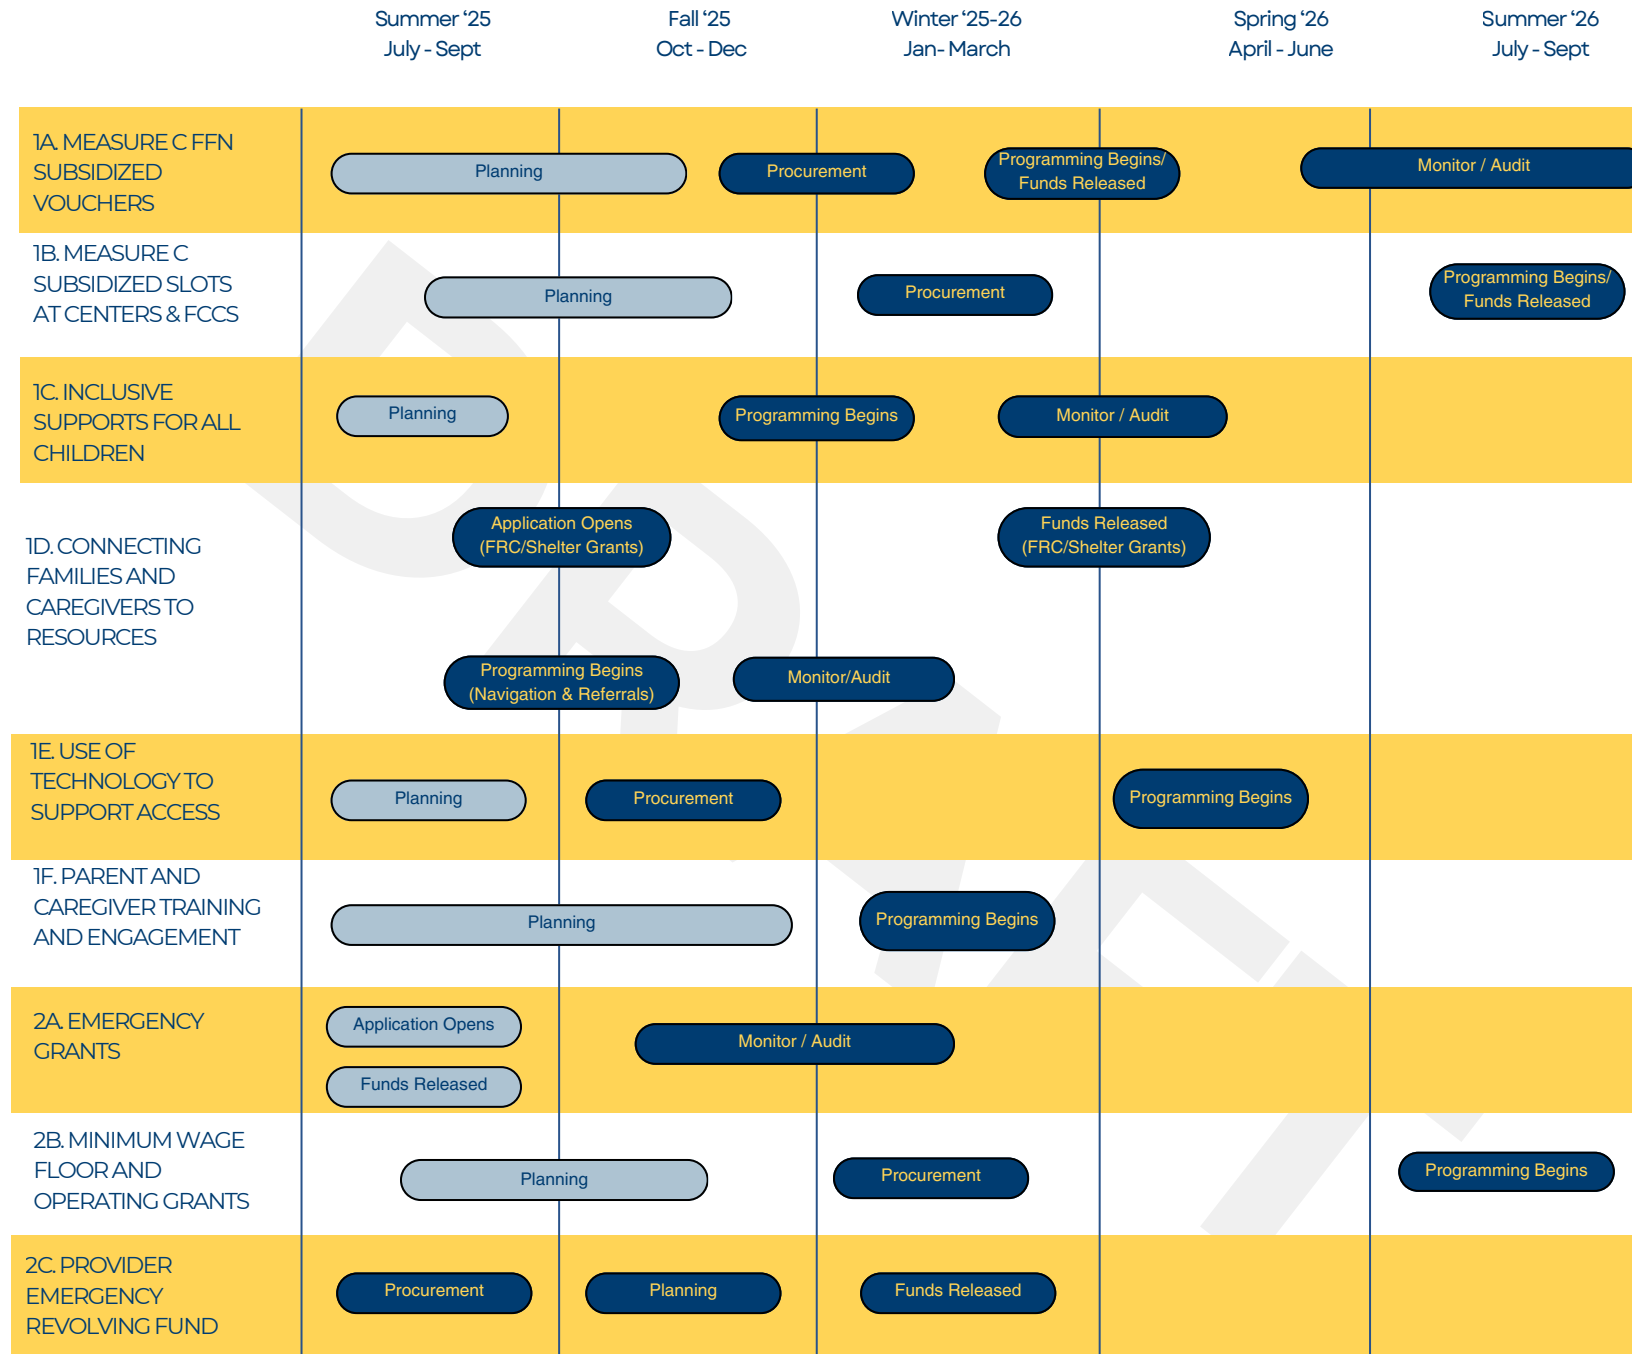 Summer ‘25
July - Sept
Fall ‘25
Oct - Dec
Winter ‘25-26
Jan- March
Spring ‘26
April - June
Summer ‘26
July - Sept
1A. MEASURE C FFN
SUBSIDIZED
VOUCHERS
Planning
Procurement
Programming Begins/
Funds Released
Monitor / Audit
1B. MEASURE C
SUBSIDIZED SLOTS
AT CENTERS & FCCS
Planning
Procurement
Programming Begins/
Funds Released
1C. INCLUSIVE
SUPPORTS FOR ALL
CHILDREN
Planning
Programming Begins
Monitor / Audit
1D. CONNECTING
FAMILIES AND
CAREGIVERS TO
RESOURCES
Application Opens
(FRC/Shelter Grants)
Funds Released
(FRC/Shelter Grants)
Programming Begins
(Navigation & Referrals)
Monitor/Audit
1E. USE OF
TECHNOLOGY TO
SUPPORT ACCESS
Planning
Procurement
Programming Begins
1F. PARENT AND
CAREGIVER TRAINING
AND ENGAGEMENT
Planning
Programming Begins
2A. EMERGENCY
GRANTS
Application Opens
Funds Released
Monitor / Audit
2B. MINIMUM WAGE
FLOOR AND
OPERATING GRANTS
Planning
Procurement
Programming Begins
2C. PROVIDER
EMERGENCY
REVOLVING FUND
Procurement
Planning
Funds Released
DRAFT